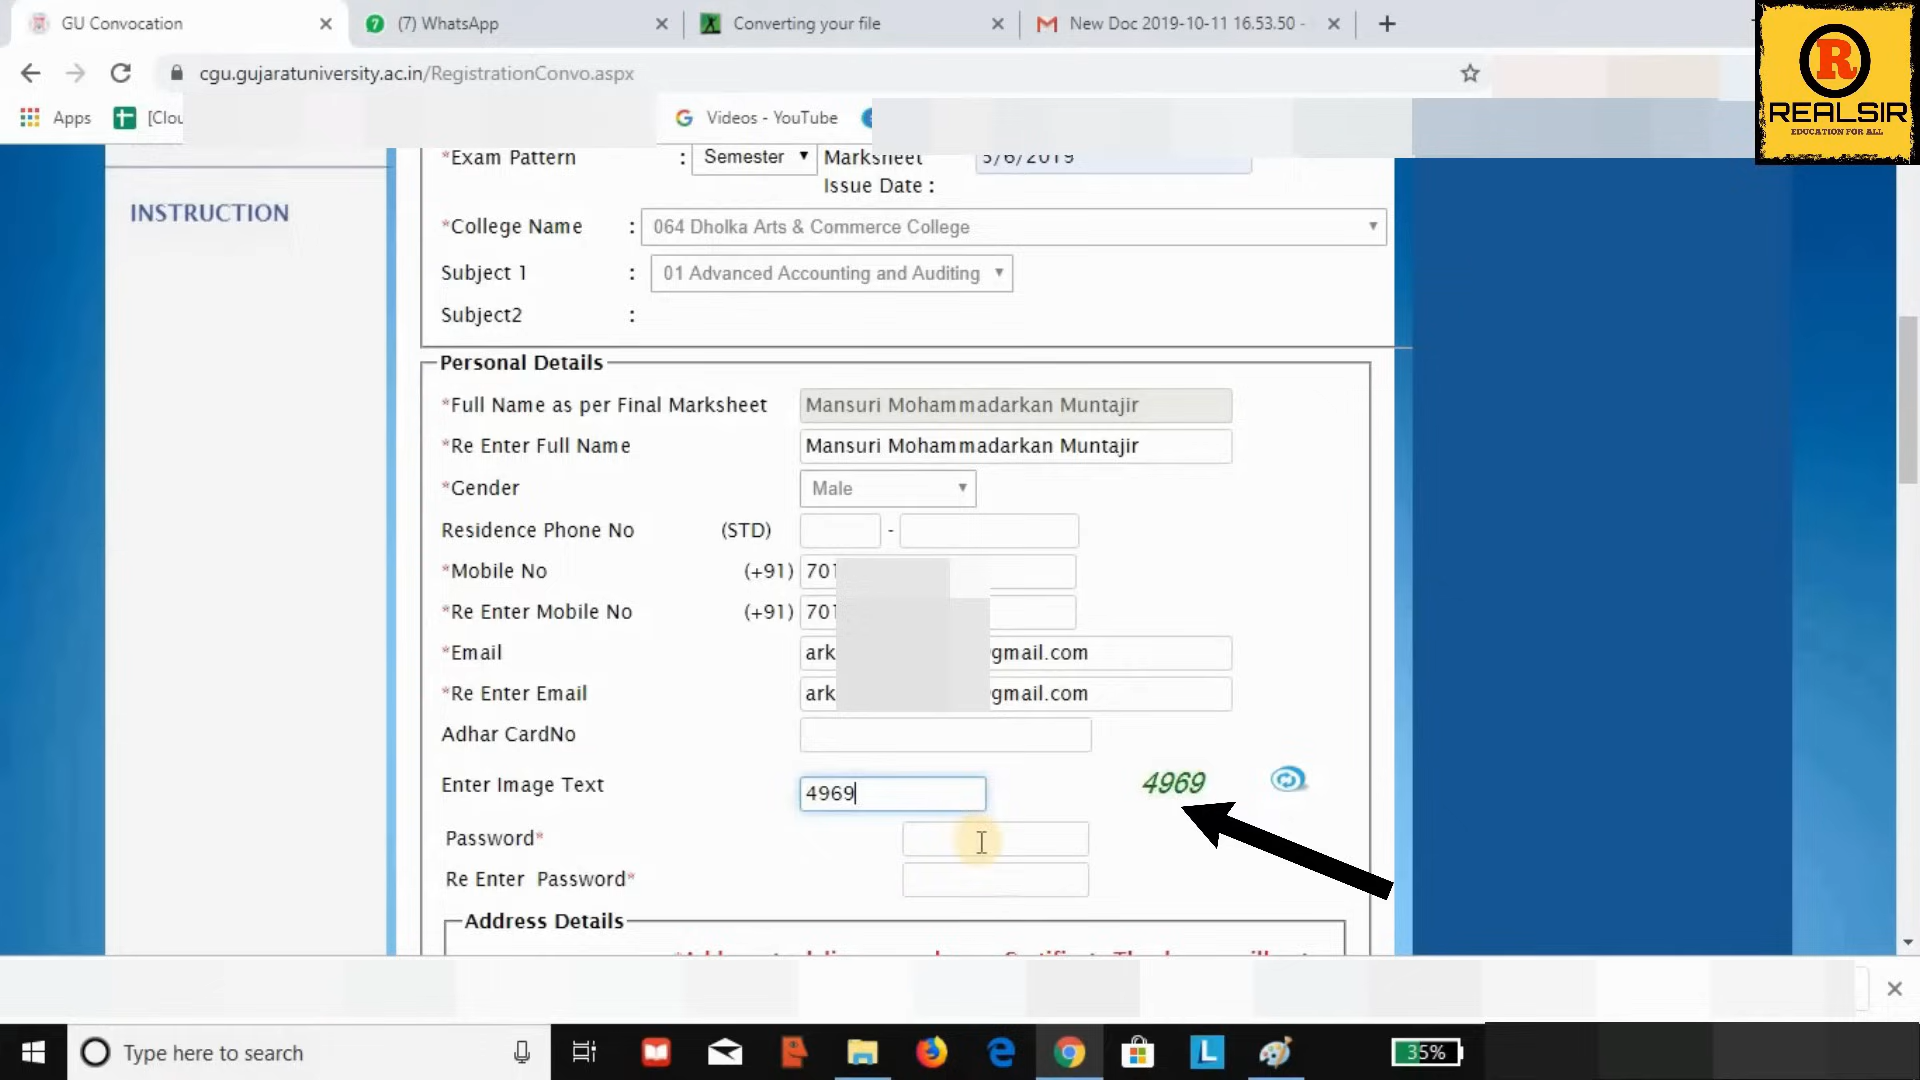 GU Convocation
(7) WhatsApp
Converting your file
New Doc 2019-10-11 16.53.50 -
cgu.gujaratuniversity.ac.in/RegistrationConvo.aspx
Apps
[Clou
Videos - YouTube
R
REALSIR
EDUCATION FOR ALL
INSTRUCTION
*Exam Pattern : Semester Marksheet Issue Date : 5/6/2019
*College Name : 064 Dholka Arts & Commerce College
Subject 1 : 01 Advanced Accounting and Auditing
Subject2 :
Personal Details
*Full Name as per Final Marksheet Mansuri Mohammadarkan Muntajir
*Re Enter Full Name Mansuri Mohammadarkan Muntajir
*Gender Male
Residence Phone No (STD) -
*Mobile No (+91) 701
*Re Enter Mobile No (+91) 701
*Email ark gmail.com
*Re Enter Email ark gmail.com
Adhar CardNo
Enter Image Text 4969 4969
Password*
Re Enter Password*
Address Details
Type here to search
35%